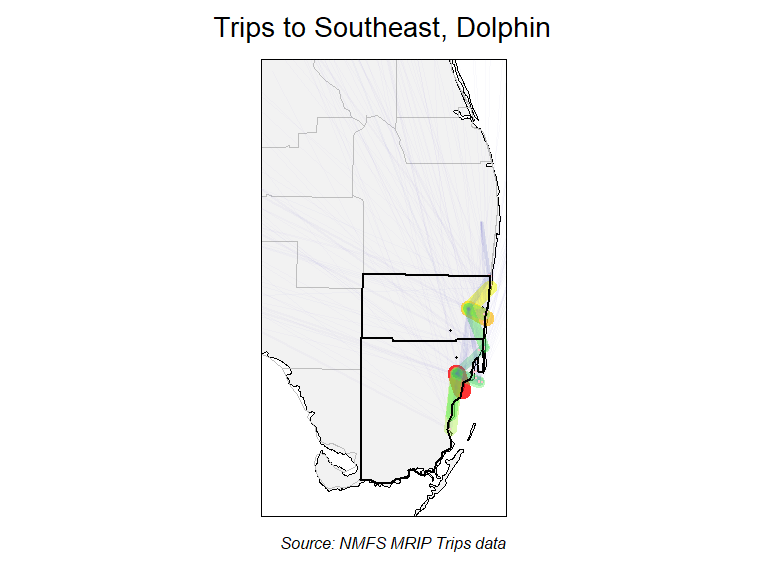 Trips to Southeast, Dolphin
Source: NMFS MRIP Trips data